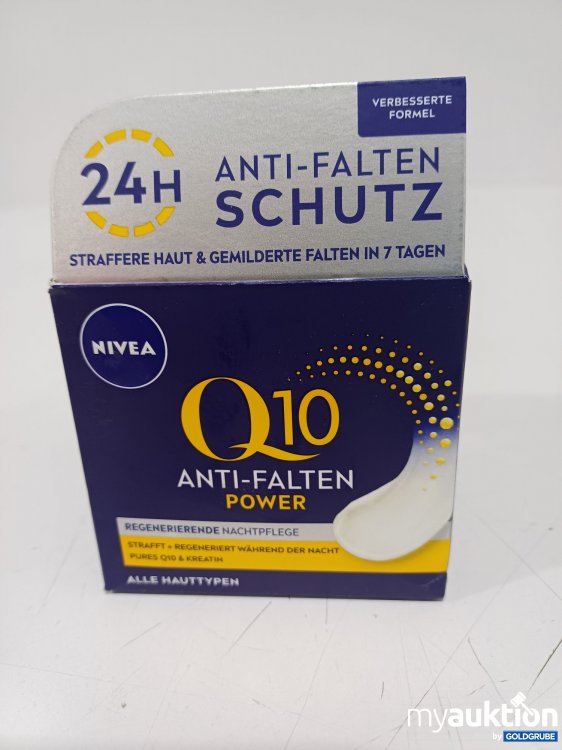 VERBESSERTE
FORMEL
24H
ANTI-FALTEN
SCHUTZ
STRAFFERE HAUT & GEMILDERTE FALTEN IN 7 TAGEN
NIVEA
Q10
ANTI-FALTEN
POWER
REGENERIERENDE NACHTPFLEGE
STRAFFT + REGENERIERT WÄHREND DER NACHT
PURES Q10 & KREATIN
ALLE HAUTTYPEN
myauktion
by GOLDGRUBE